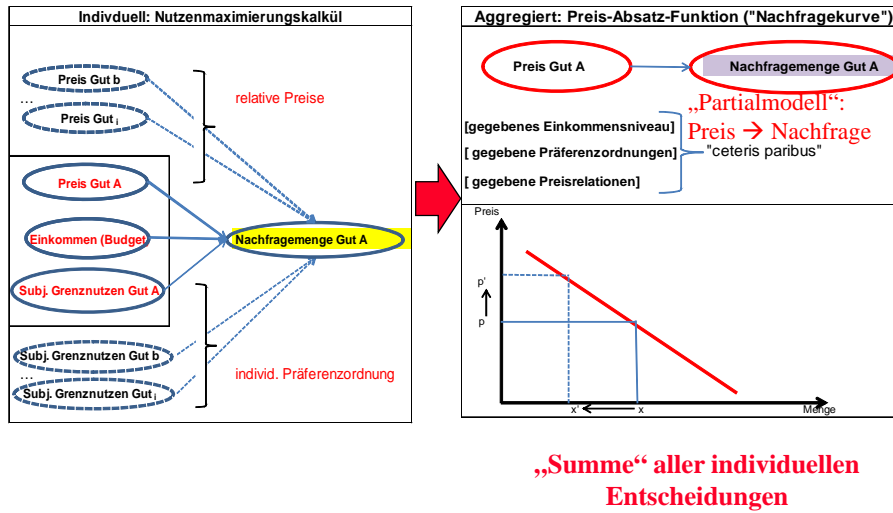 Indivduell: Nutzenmaximierungskalkül
Preis Gut b
...
Preis Gut i
relative Preise
Preis Gut A
Einkommen (Budget)
Nachfragemenge Gut A
Subj. Grenznutzen Gut A
Subj. Grenznutzen Gut b
...
Subj. Grenznutzen Gut i
individ. Präferenzordnung
Aggregiert: Preis-Absatz-Funktion ("Nachfragekurve")
Preis Gut A
Nachfragemenge Gut A
„Partialmodell“:
Preis → Nachfrage
[gegebenes Einkommensniveau]
[ gegebene Präferenzordnungen]
"ceteris paribus"
[ gegebene Preisrelationen]
Preis
p'
p
x'
x
Menge
„Summe“ aller individuellen
Entscheidungen